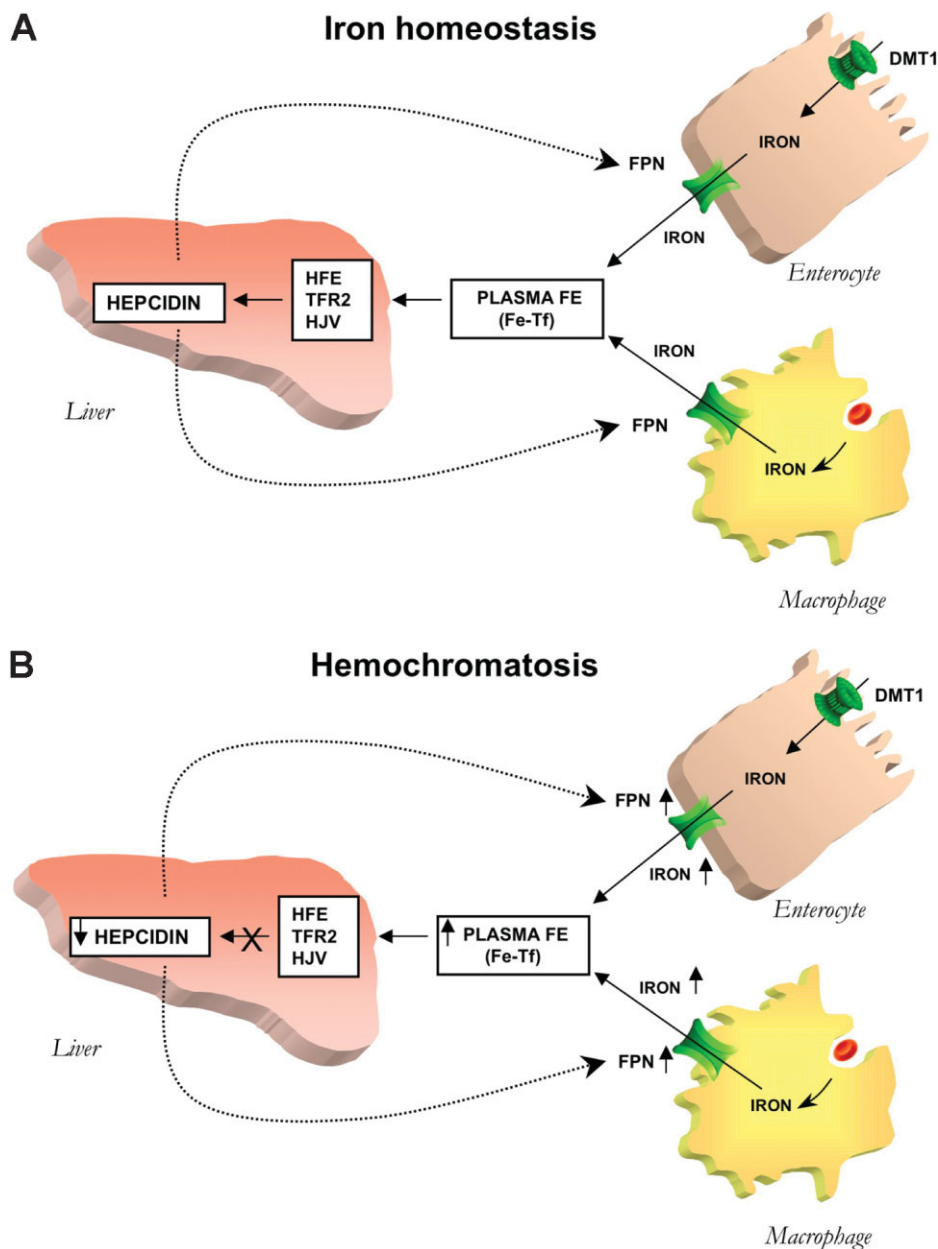 A
Iron homeostasis
DMT1
IRON
FPN
IRON
Enterocyte
HFE
TFR2
HJV
HEPCIDIN
PLASMA FE
(Fe-Tf)
IRON
Liver
FPN
IRON
Macrophage
B
Hemochromatosis
DMT1
IRON
FPN
IRON
Enterocyte
HFE
TFR2
HJV
HEPCIDIN
X
PLASMA FE
(Fe-Tf)
IRON
Liver
FPN
IRON
Macrophage